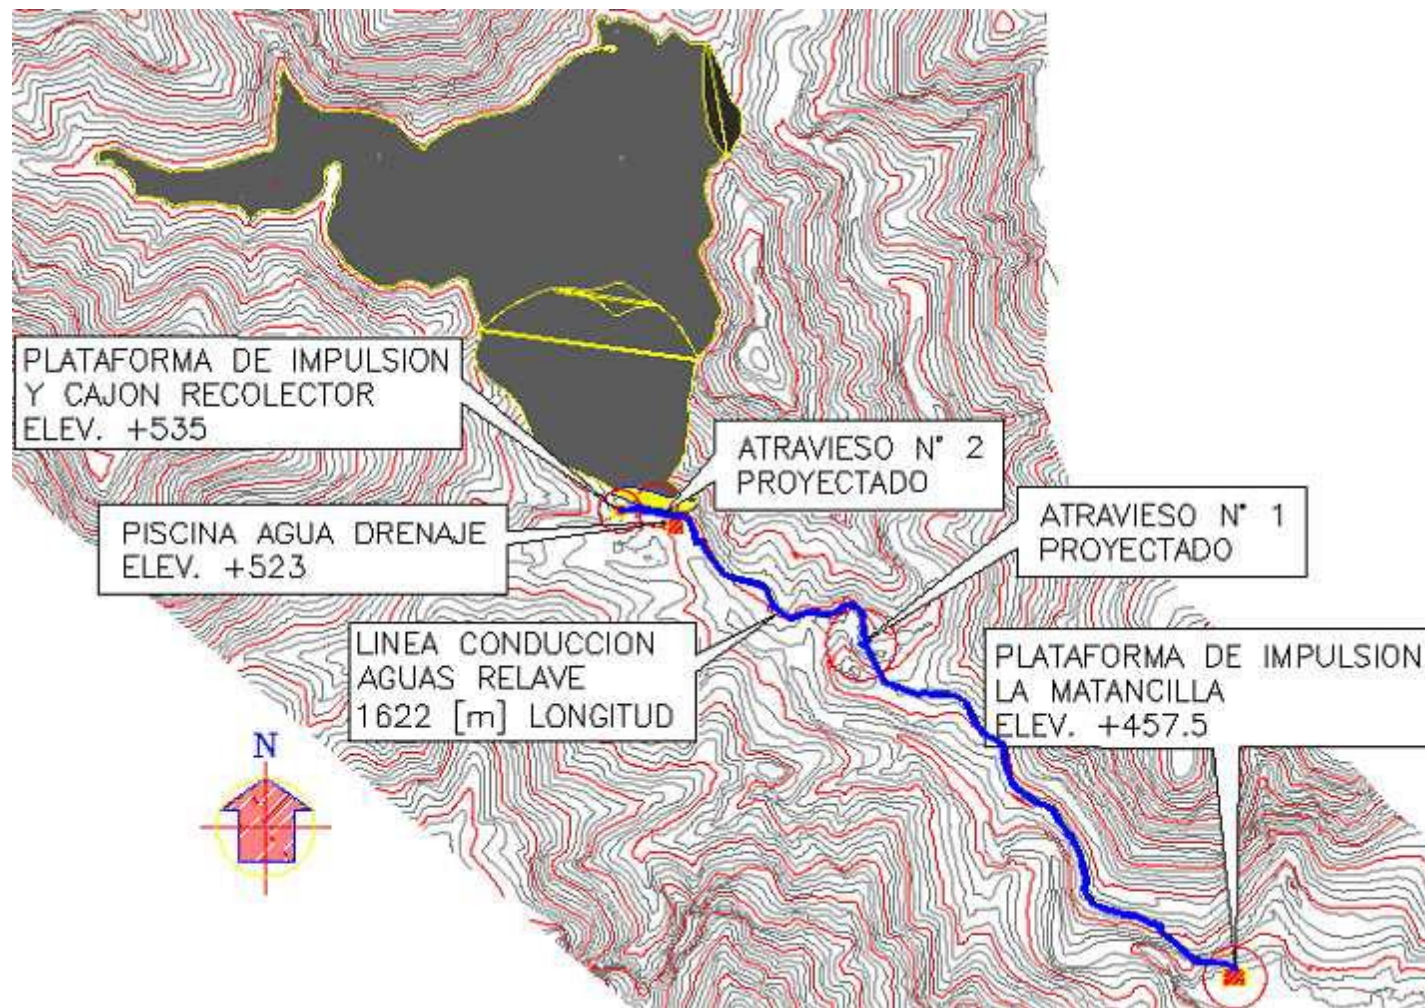 PLATAFORMA DE IMPULSION
Y CAJON RECOLECTOR
ELEV. +535
ATRAVIESO N° 2
PROYECTADO
PISCINA AGUA DRENAJE
ELEV. +523
ATRAVIESO N° 1
PROYECTADO
LINEA CONDUCCION
AGUAS RELAVE
1622 [m] LONGITUD
PLATAFORMA DE IMPULSION
LA MATANCILLA
ELEV. +457.5
N